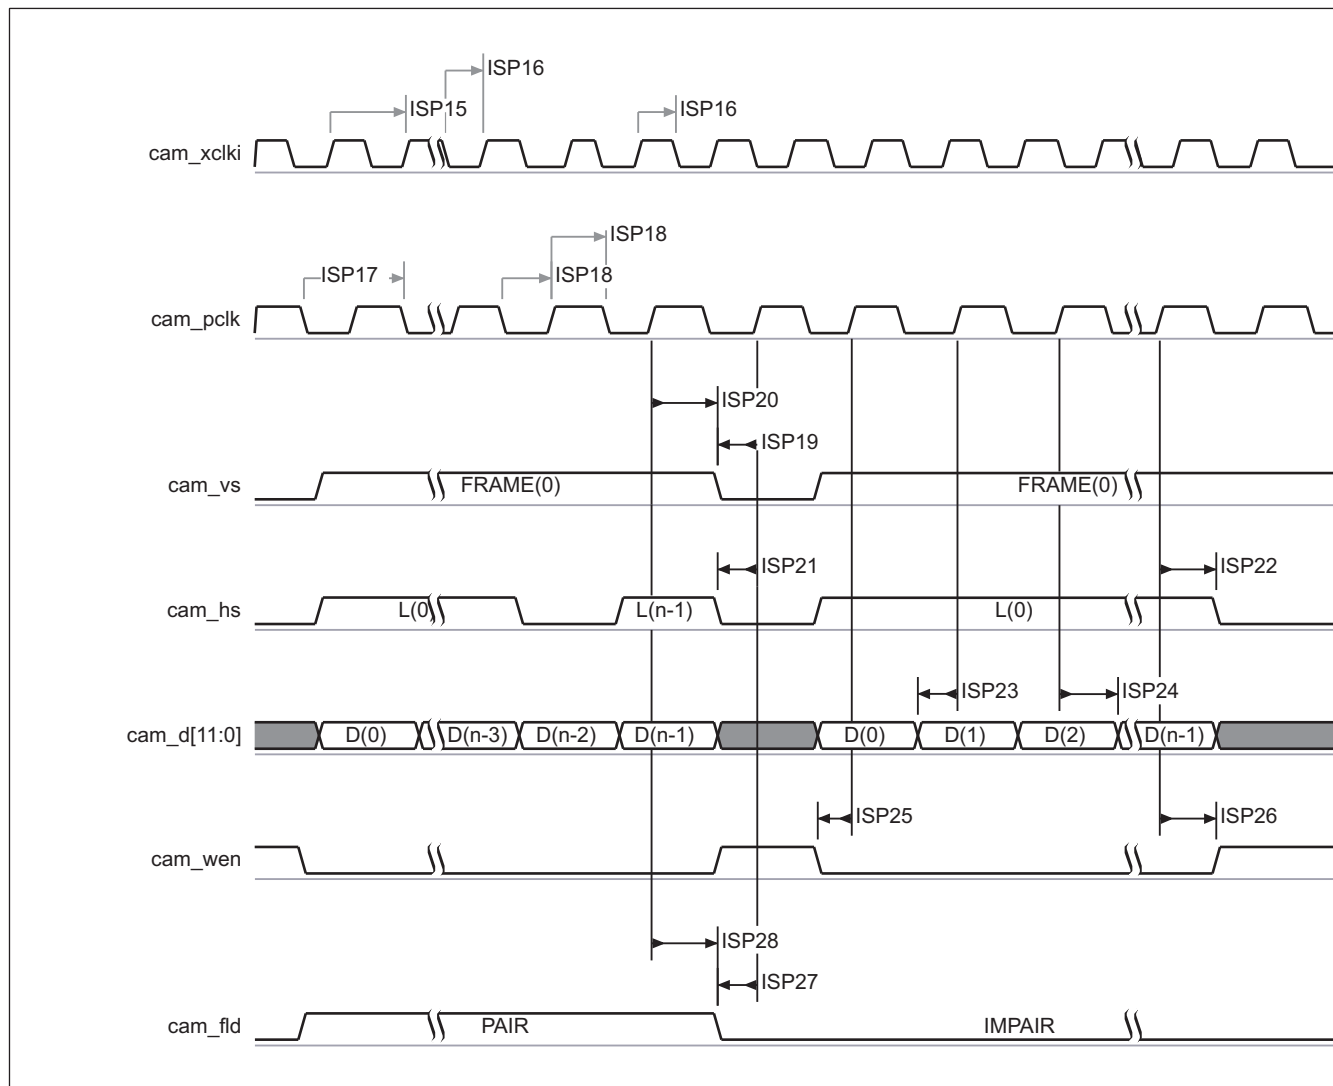 ISP16
ISP15 ISP16
cam_xclki
ISP18
ISP17 ISP18
cam_pclk
ISP20
ISP19
cam_vs FRAME(0) FRAME(0)
ISP21 ISP22
cam_hs L(0) L(n-1) L(0)
ISP23 ISP24
cam_d[11:0] D(0) D(n-3) D(n-2) D(n-1) D(0) D(1) D(2) D(n-1)
ISP25 ISP26
cam_wen
ISP28
ISP27
cam_fld PAIR IMPAIR